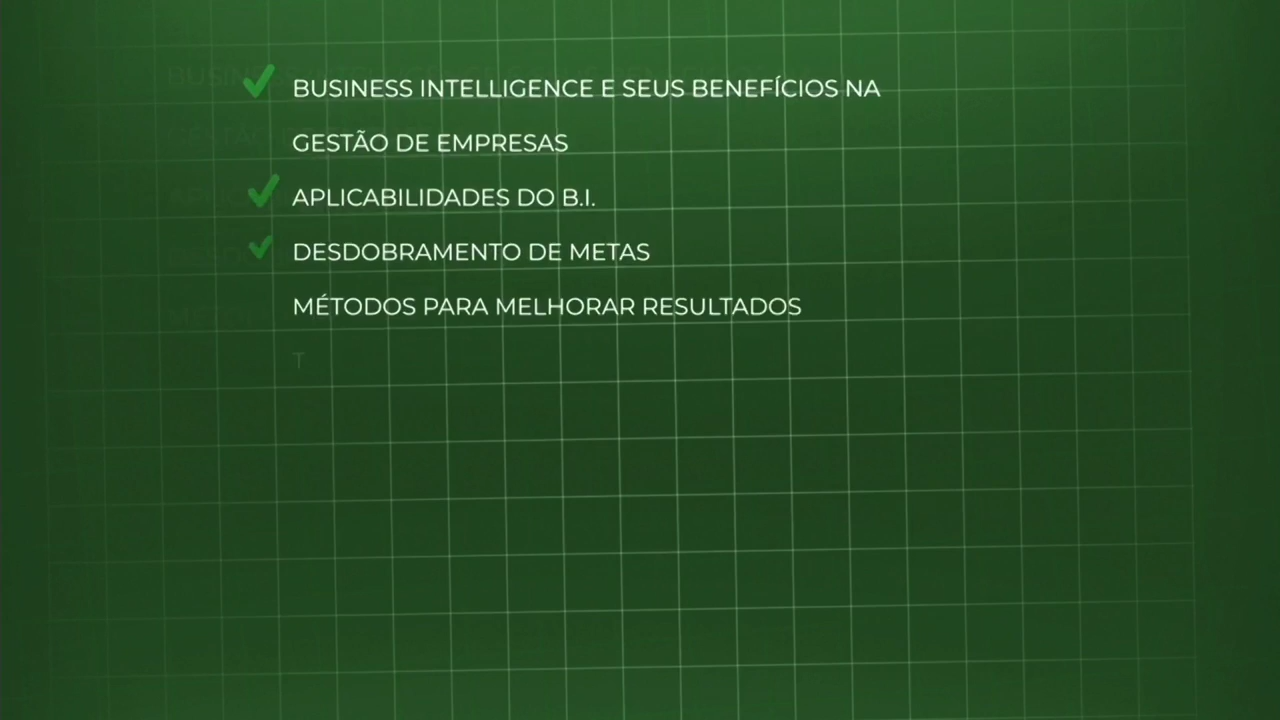 BUSINESS INTELLIGENCE E SEUS BENEFÍCIOS NA
GESTÃO DE EMPRESAS
APLICABILIDADES DO B.I.
DESDOBRAMENTO DE METAS
MÉTODOS PARA MELHORAR RESULTADOS
T